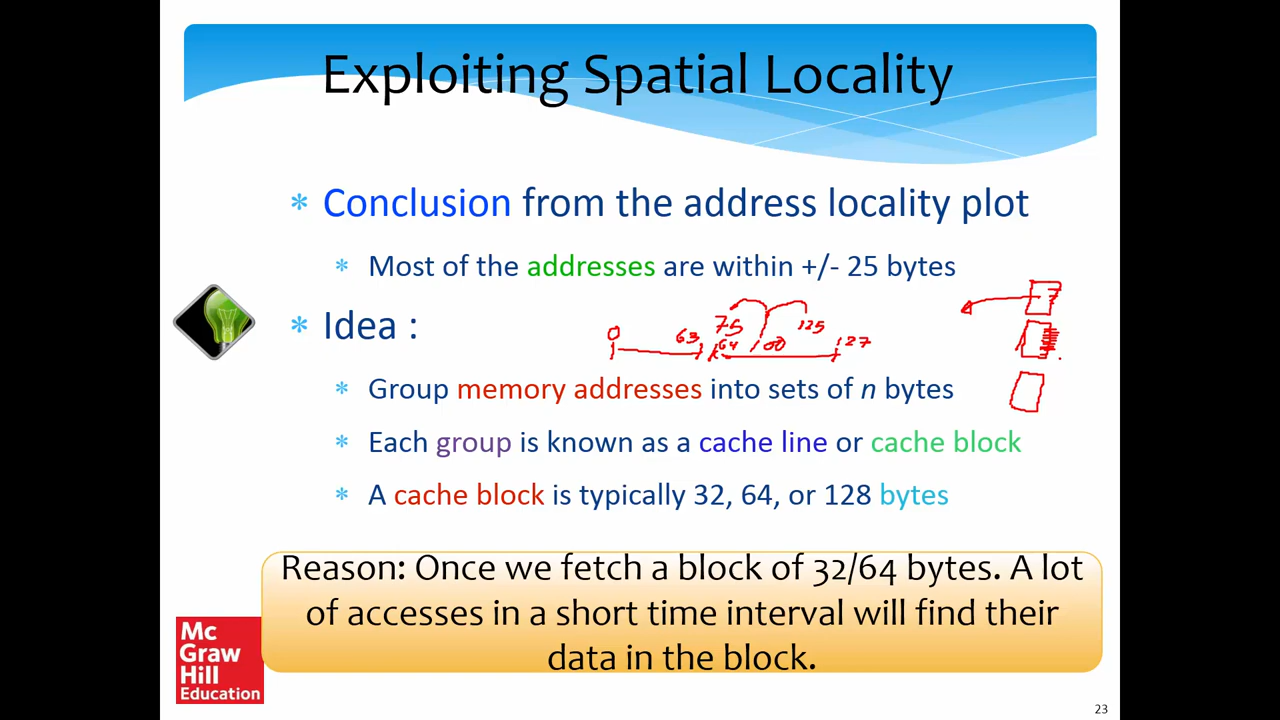 Exploiting Spatial Locality
* Conclusion from the address locality plot
* Most of the addresses are within +/- 25 bytes
* Idea :
0 63 64 75 100 125 127
* Group memory addresses into sets of n bytes
* Each group is known as a cache line or cache block
* A cache block is typically 32, 64, or 128 bytes
Reason: Once we fetch a block of 32/64 bytes. A lot
of accesses in a short time interval will find their
data in the block.
Mc
Graw
Hill
Education
23